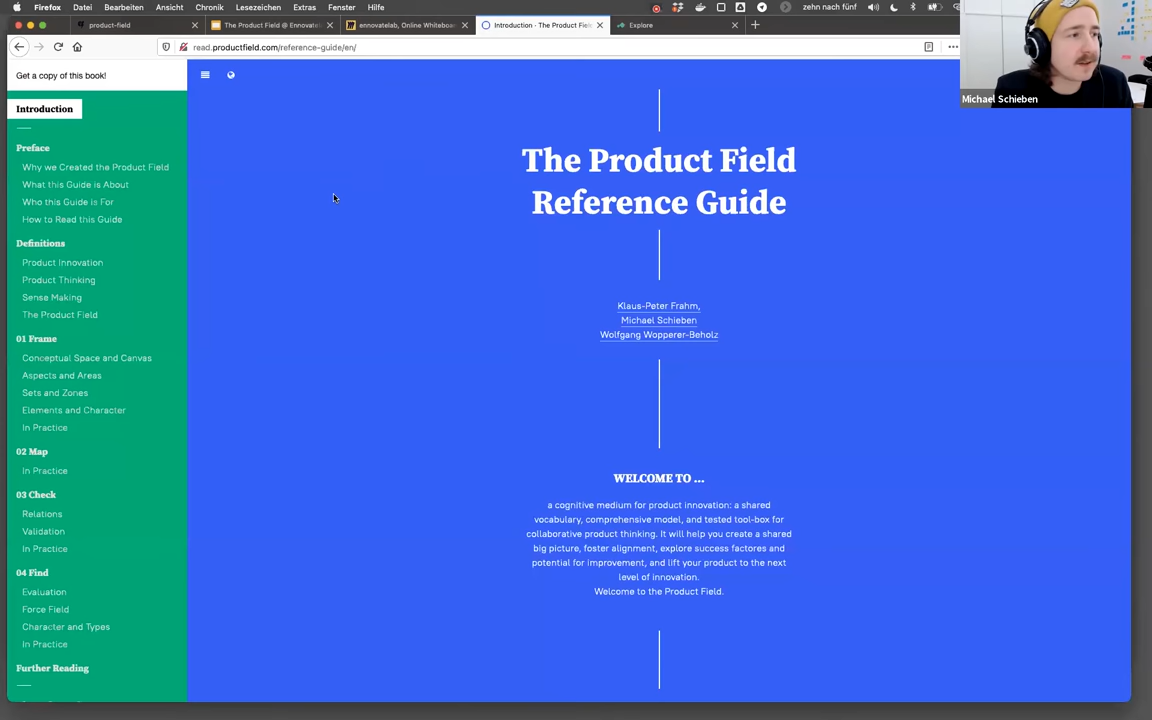 Firefox Datei Bearbeiten Ansicht Chronik Lesezeichen Extras Fenster Hilfe zehn nach fünf
product-field
The Product Field @ Ennovatel
ennovatelab, Online Whiteboar
Introduction · The Product Fiel
Explore
read.productfield.com/reference-guide/en/
Michael Schieben
Get a copy of this book!
Introduction
Preface
Why we Created the Product Field
What this Guide is About
Who this Guide is For
How to Read this Guide
Definitions
Product Innovation
Product Thinking
Sense Making
The Product Field
01 Frame
Conceptual Space and Canvas
Aspects and Areas
Sets and Zones
Elements and Character
In Practice
02 Map
In Practice
03 Check
Relations
Validation
In Practice
04 Find
Evaluation
Force Field
Character and Types
In Practice
Further Reading
The Product Field
Reference Guide
Klaus-Peter Frahm,
Michael Schieben
Wolfgang Wopperer-Beholz
WELCOME TO ...
a cognitive medium for product innovation: a shared
vocabulary, comprehensive model, and tested tool-box for
collaborative product thinking. It will help you create a shared
big picture, foster alignment, explore success factores and
potential for improvement, and lift your product to the next
level of innovation.
Welcome to the Product Field.